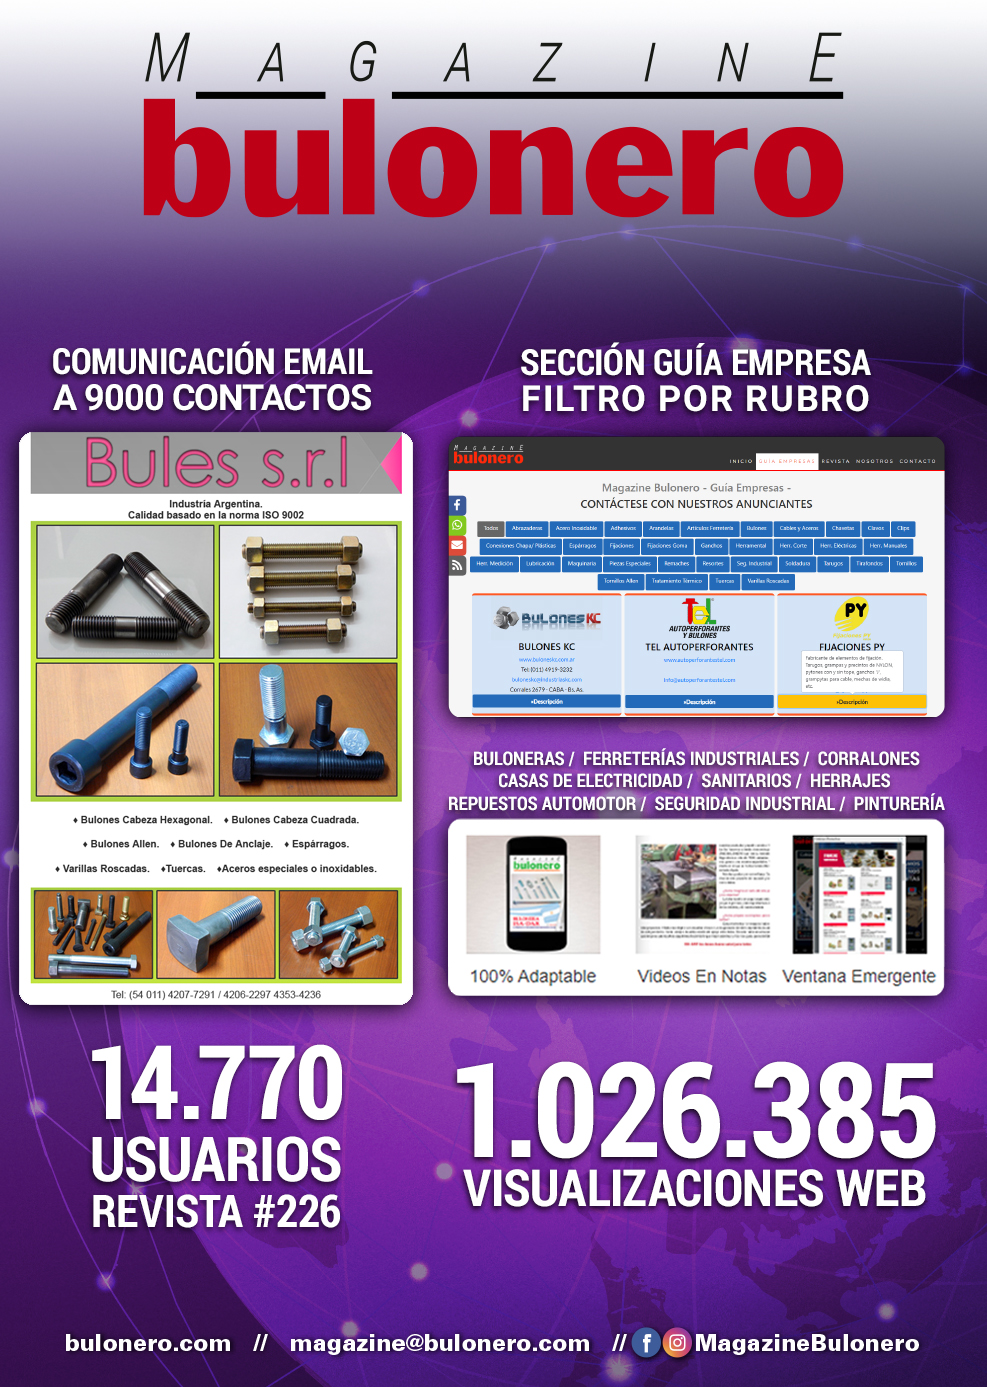 MAGAZINE
bulonero
COMUNICACIÓN EMAIL
A 9000 CONTACTOS
Bules s.r.l
Industria Argentina.
Calidad basado en la norma ISO 9002
♦ Bulones Cabeza Hexagonal. ♦ Bulones Cabeza Cuadrada.
♦ Bulones Allen. ♦ Bulones De Anclaje. ♦ Espárragos.
♦ Varillas Roscadas. ♦Tuercas. ♦Aceros especiales o inoxidables.
Tel: (54 011) 4207-7291 / 4206-2297 4353-4236
SECCIÓN GUÍA EMPRESA
FILTRO POR RUBRO
MAGAZINE
bulonero
INICIO GUÍA EMPRESAS REVISTA NOSOTROS CONTACTO
Magazine Bulonero - Guía Empresas -
CONTÁCTESE CON NUESTROS ANUNCIANTES
Todos Abrazaderas Acero Inoxidable Adhesivos Arandelas Artículos Ferretería Bulones Cables y Aceros Chavetas Clavos Clips
Conexiones Chapa/ Plásticas Espárragos Fijaciones Fijaciones Goma Ganchos Herramental Herr. Corte Herr. Eléctricas Herr. Manuales
Herr. Medición Lubricación Maquinaria Piezas Especiales Remaches Resortes Seg. Industrial Soldadura Tarugos Tirafondos Tornillos
Tornillos Allen Tratamiento Térmico Tuercas Varillas Roscadas
BULONES KC
BULONES KC
www.buloneskc.com.ar
Tel: (011) 4919-3232
buloneskc@industriaskc.com
Corrales 2679 - CABA - Bs. As.
+Descripción
TEL
AUTOPERFORANTES
Y BULONES
TEL AUTOPERFORANTES
www.autoperforantestel.com
info@autoperforantestel.com
+Descripción
PY
FIJACIONES PY
Fabricante de elementos de fijación.
Tarugos, grampas y precintos de NYLON,
pytones con y sin tope, ganchos 'i',
grampytas para cable, mechas de widia,
etc.
+Descripción
BULONERAS / FERRETERÍAS INDUSTRIALES / CORRALONES
CASAS DE ELECTRICIDAD / SANITARIOS / HERRAJES
REPUESTOS AUTOMOTOR / SEGURIDAD INDUSTRIAL / PINTURERÍA
bulonero
100% Adaptable
Videos En Notas
Ventana Emergente
14.770
USUARIOS
REVISTA #226
1.026.385
VISUALIZACIONES WEB
bulonero.com // magazine@bulonero.com // MagazineBulonero